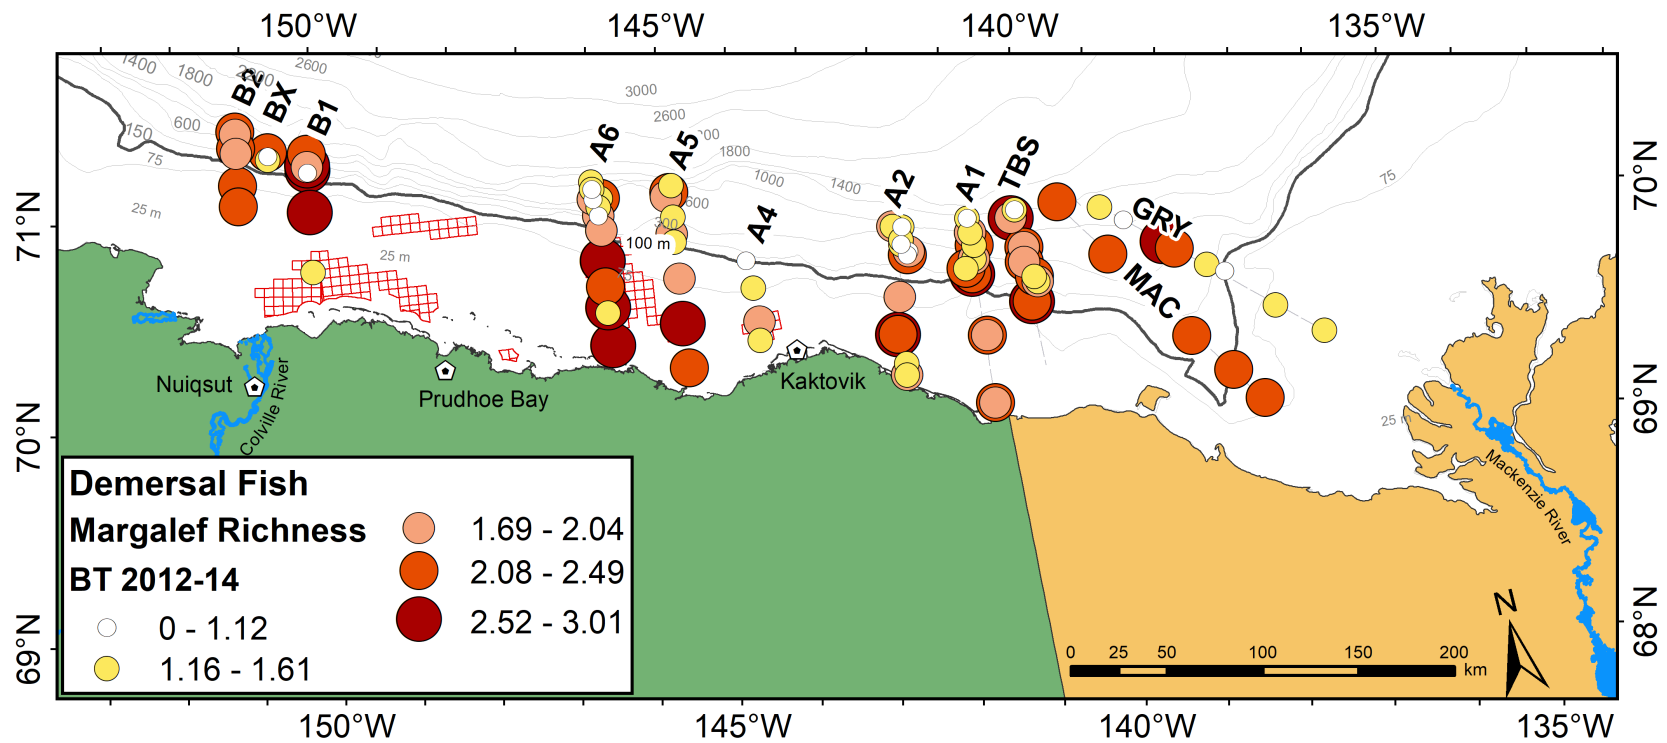 150°W 145°W 140°W 135°W
1400
1800
2200
2600
3000
2600
1800
1000
1400
600
300
150
600
75
25 m
25 m
75
75
25 m
100 m
B2
BX
B1
A6
A5
A4
A2
A1
TBS
GRY
MAC
71°N
70°N
69°N
70°N
69°N
68°N
Nuiqsut
Colville River
Prudhoe Bay
Kaktovik
Mackenzie River
Demersal Fish
Margalef Richness
BT 2012-14
0 - 1.12
1.16 - 1.61
1.69 - 2.04
2.08 - 2.49
2.52 - 3.01
N
0 25 50 100 150 200
km
150°W 145°W 140°W 135°W